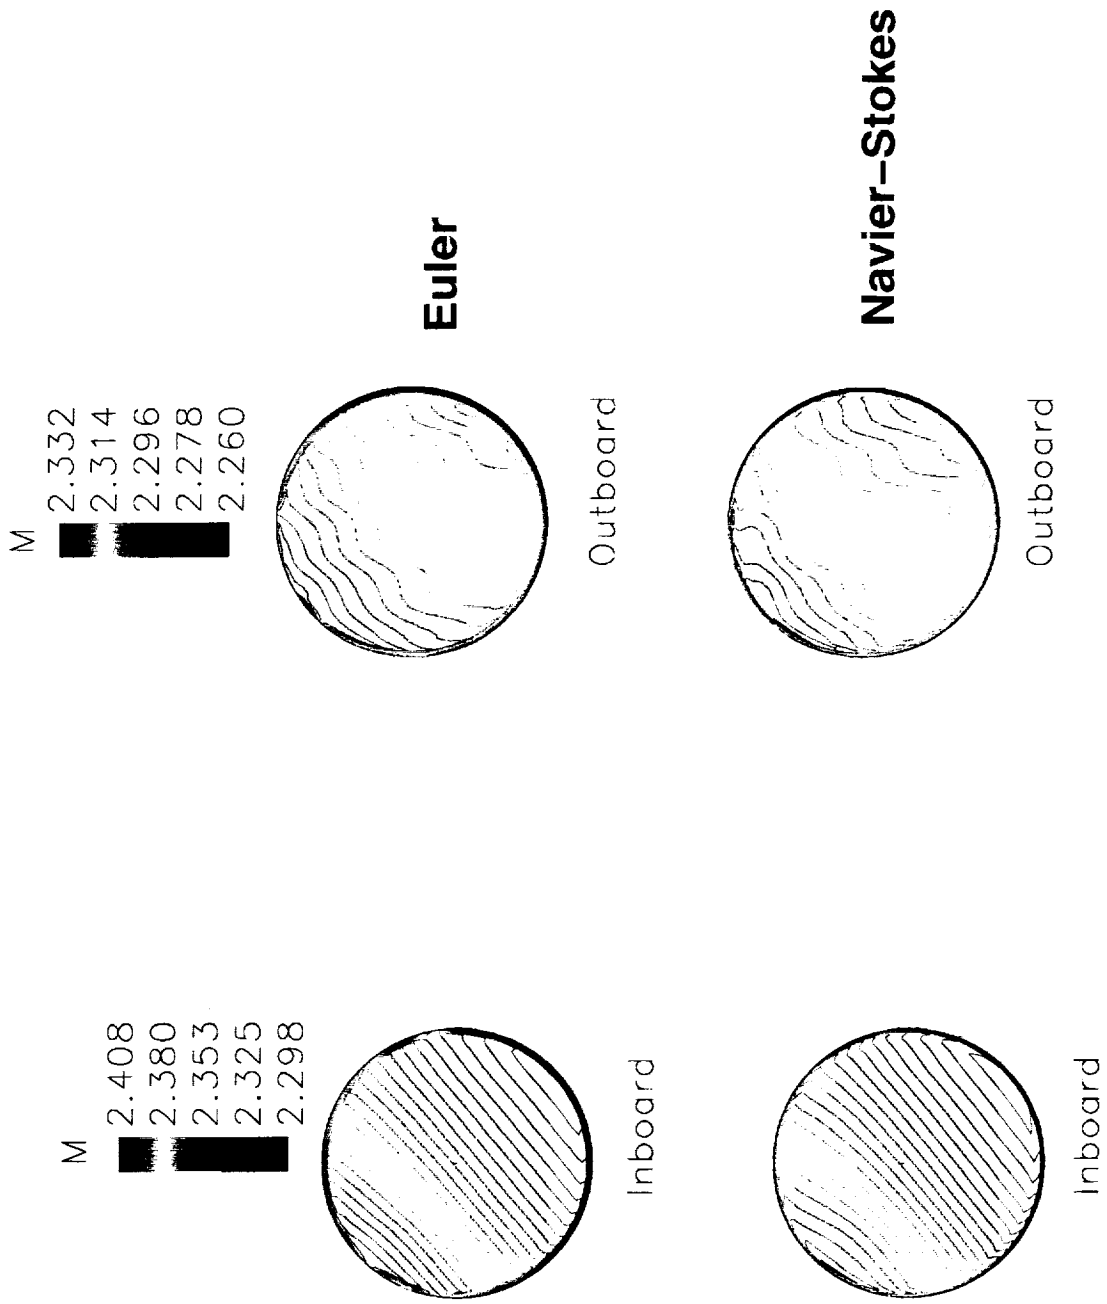 M
2.408
2.380
2.353
2.325
2.298
Inboard
Inboard
M
2.332
2.314
2.296
2.278
2.260
Outboard
Outboard
Euler
Navier–Stokes